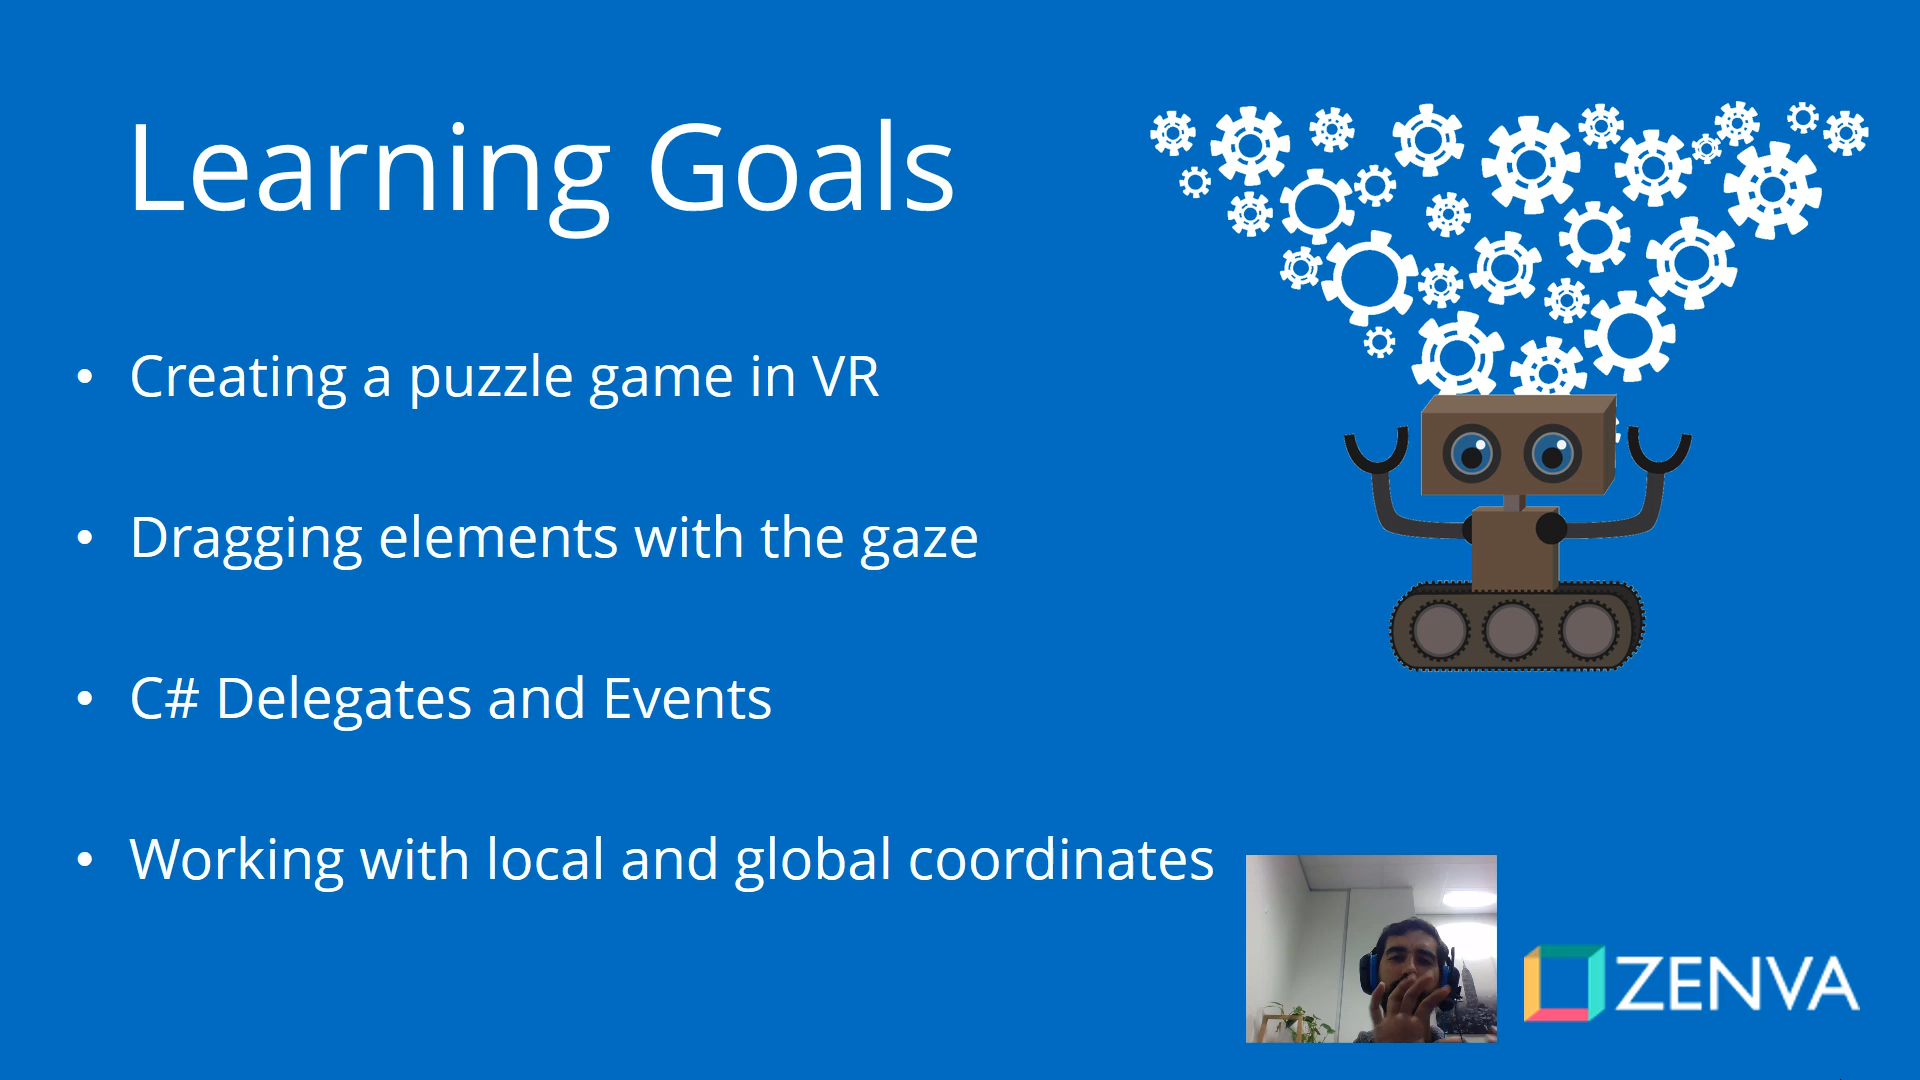 Learning Goals
• Creating a puzzle game in VR
• Dragging elements with the gaze
• C# Delegates and Events
• Working with local and global coordinates
ZENVA